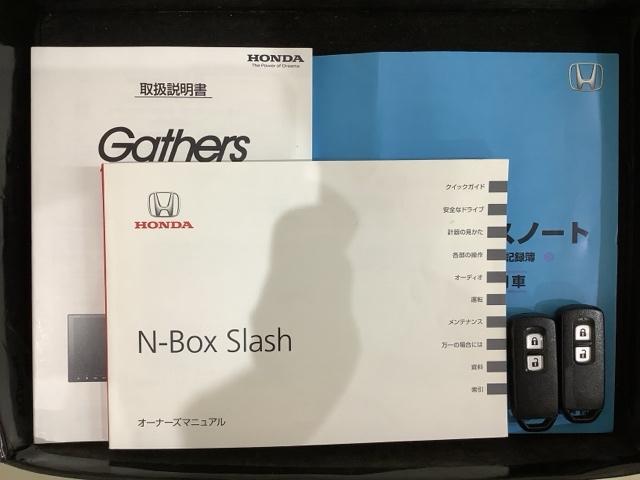 HONDA
The Power of Dreams
取扱説明書
Gathers
スノート
記録簿
車
HONDA
N-Box Slash
オーナーズマニュアル
クイックガイド
安全なドライブ
計器の見かた
各部の操作
オーディオ
運転
メンテナンス
万一の場合には
資料
索引